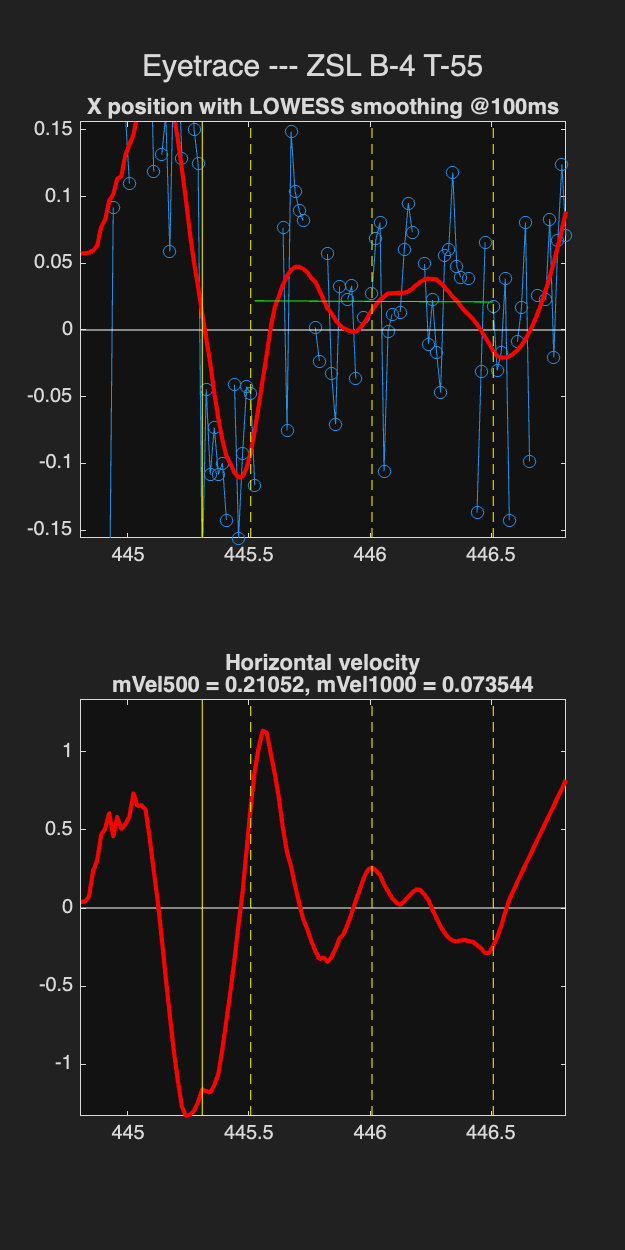 Eyetrace --- ZSL B-4 T-55
X position with LOWESS smoothing @100ms
0.15
0.1
0.05
0
-0.05
-0.1
-0.15
445 445.5 446 446.5
Horizontal velocity
mVel500 = 0.21052, mVel1000 = 0.073544
1
0.5
0
-0.5
-1
445 445.5 446 446.5